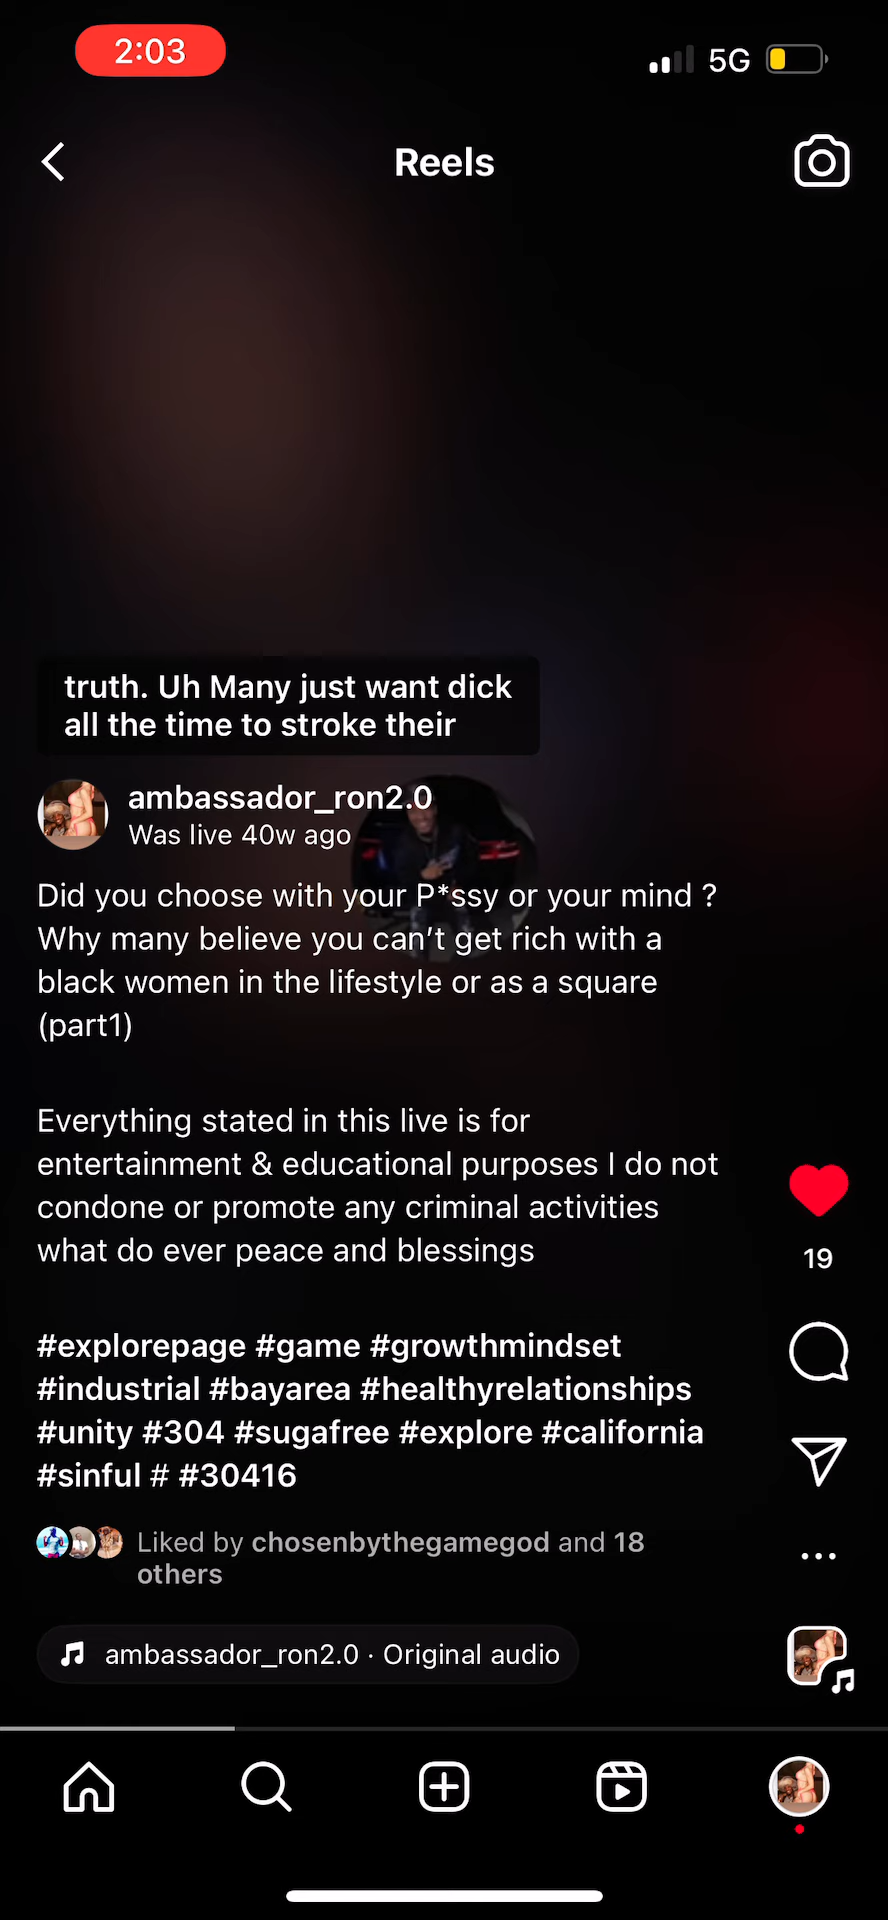 2:03
5G
Reels
truth. Uh Many just want dick
all the time to stroke their
ambassador_ron2.0
Was live 40w ago
Did you choose with your P*ssy or your mind ?
Why many believe you can’t get rich with a
black women in the lifestyle or as a square
(part1)
Everything stated in this live is for
entertainment & educational purposes I do not
condone or promote any criminal activities
what do ever peace and blessings
#explorepage #game #growthmindset
#industrial #bayarea #healthyrelationships
#unity #304 #sugafree #explore #california
#sinful # #30416
19
Liked by chosenbythegamegod and 18
others
ambassador_ron2.0 · Original audio